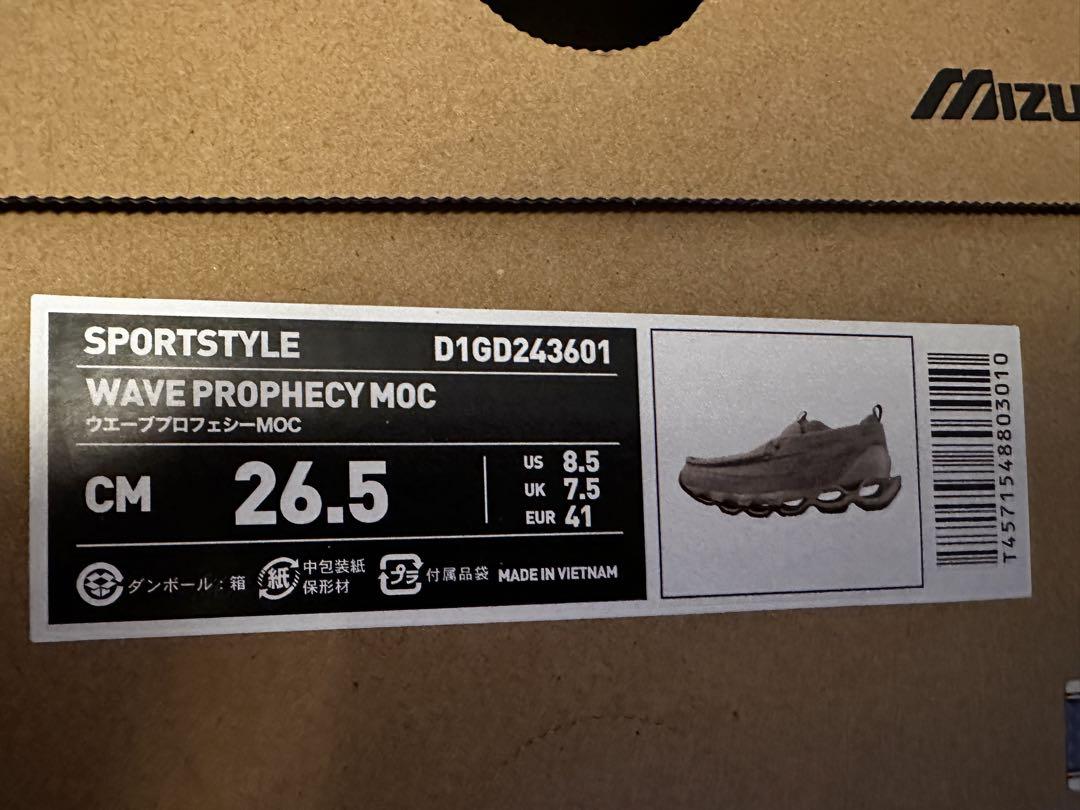 MIZU
SPORTSTYLE D1GD243601
WAVE PROPHECY MOC
ウエーブプロフェシーMOC
CM 26.5
US 8.5
UK 7.5
EUR 41
ダンボール：箱 紙 中包装紙 保形材 プラ 付属品袋 MADE IN VIETNAM
T4571548803010